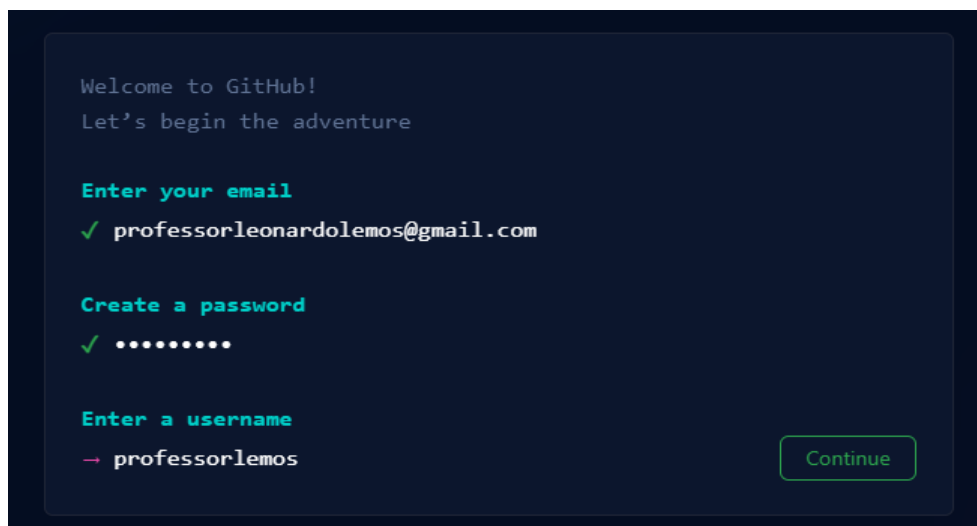 Welcome to GitHub!
Let’s begin the adventure
Enter your email
✓ professorleonardolemos@gmail.com
Create a password
✓ •••••••••
Enter a username
→ professorlemos
Continue